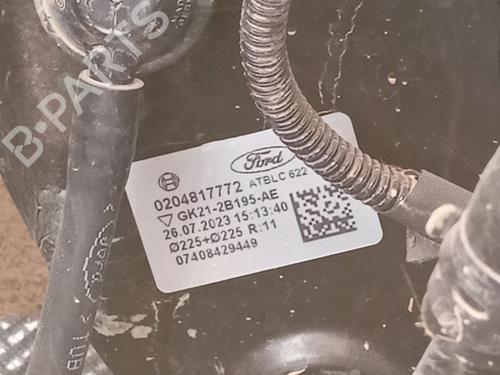 B-PARTS
Ford
0204817772 ATBLC 622
GK21-2B195-AE
26.07.2023 15:13:40
Ø225+Ø225 R:11
07408429449